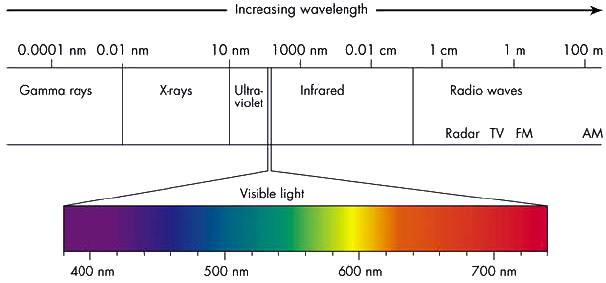 Increasing wavelength
0.0001 nm 0.01 nm 10 nm 1000 nm 0.01 cm 1 cm 1 m 100 m
Gamma rays X-rays Ultra-
violet Infrared Radio waves
Radar TV FM AM
Visible light
400 nm 500 nm 600 nm 700 nm